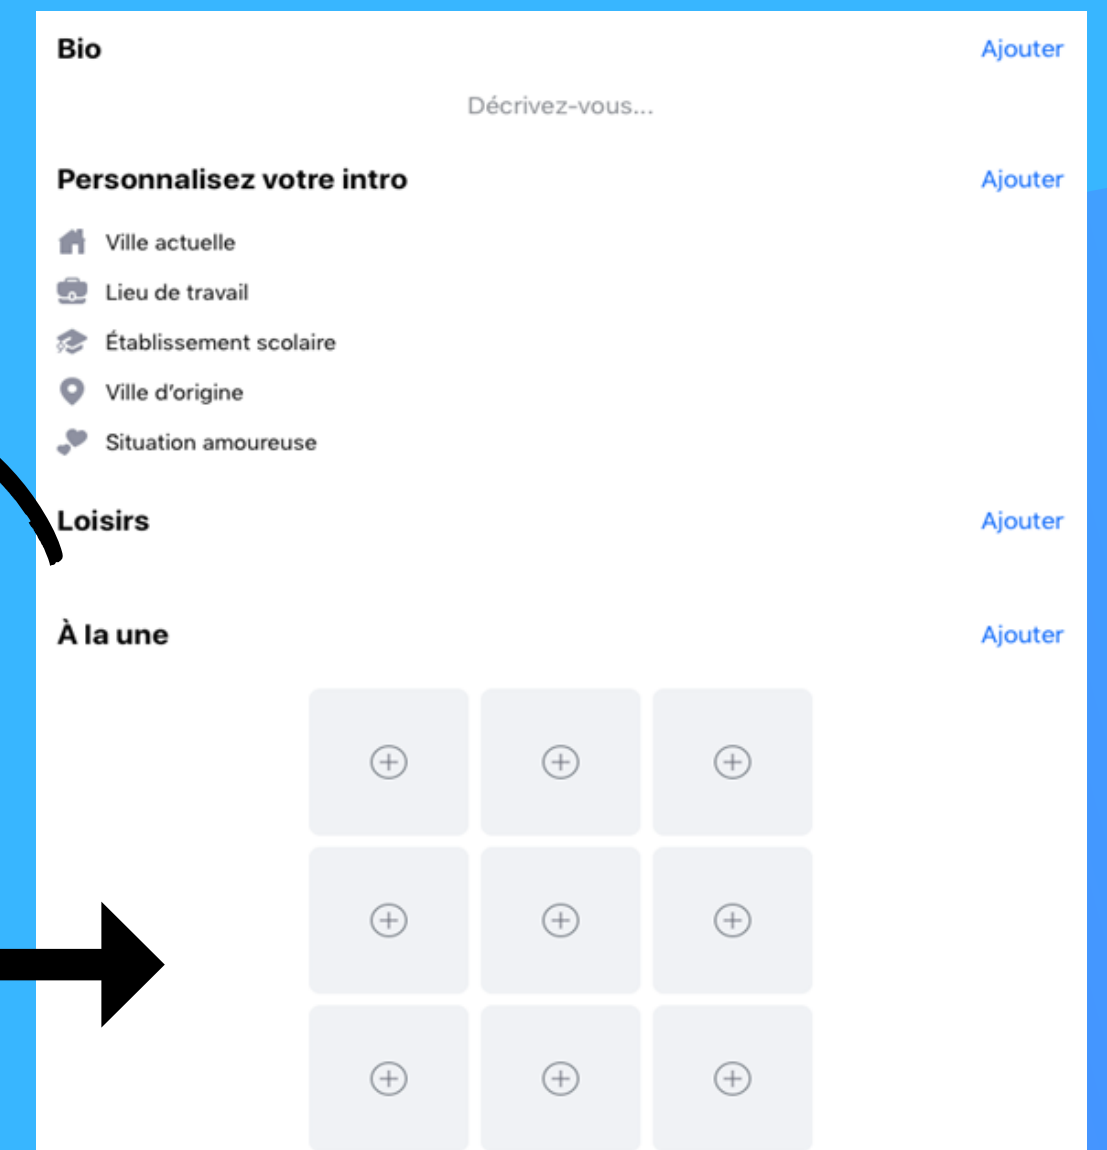 Bio
Ajouter
Décrivez-vous...
Personnalisez votre intro
Ajouter
Ville actuelle
Lieu de travail
Établissement scolaire
Ville d'origine
Situation amoureuse
Loisirs
Ajouter
À la une
Ajouter